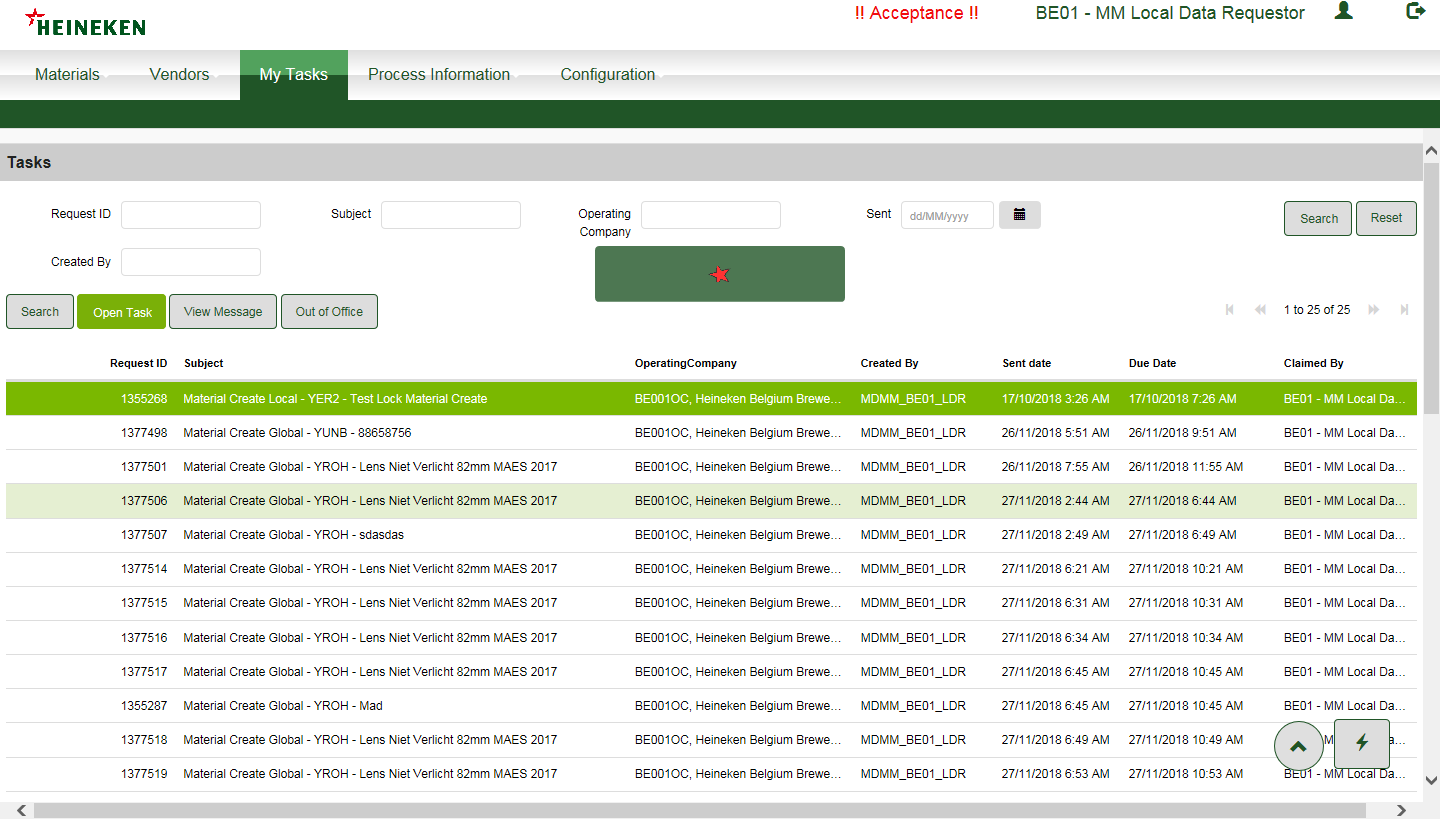 HEINEKEN
!! Acceptance !! BE01 - MM Local Data Requestor
Materials Vendors My Tasks Process Information Configuration
Tasks
Request ID Subject Operating Company Sent dd/MM/yyyy Search Reset
Created By
Search Open Task View Message Out of Office 1 to 25 of 25
Request ID Subject OperatingCompany Created By Sent date Due Date Claimed By
1355268 Material Create Local - YER2 - Test Lock Material Create BE001OC, Heineken Belgium Brewe... MDMM_BE01_LDR 17/10/2018 3:26 AM 17/10/2018 7:26 AM BE01 - MM Local Da...
1377498 Material Create Global - YUNB - 88658756 BE001OC, Heineken Belgium Brewe... MDMM_BE01_LDR 26/11/2018 5:51 AM 26/11/2018 9:51 AM BE01 - MM Local Da...
1377501 Material Create Global - YROH - Lens Niet Verlicht 82mm MAES 2017 BE001OC, Heineken Belgium Brewe... MDMM_BE01_LDR 26/11/2018 7:55 AM 26/11/2018 11:55 AM BE01 - MM Local Da...
1377506 Material Create Global - YROH - Lens Niet Verlicht 82mm MAES 2017 BE001OC, Heineken Belgium Brewe... MDMM_BE01_LDR 27/11/2018 2:44 AM 27/11/2018 6:44 AM BE01 - MM Local Da...
1377507 Material Create Global - YROH - sdasdas BE001OC, Heineken Belgium Brewe... MDMM_BE01_LDR 27/11/2018 2:49 AM 27/11/2018 6:49 AM BE01 - MM Local Da...
1377514 Material Create Global - YROH - Lens Niet Verlicht 82mm MAES 2017 BE001OC, Heineken Belgium Brewe... MDMM_BE01_LDR 27/11/2018 6:21 AM 27/11/2018 10:21 AM BE01 - MM Local Da...
1377515 Material Create Global - YROH - Lens Niet Verlicht 82mm MAES 2017 BE001OC, Heineken Belgium Brewe... MDMM_BE01_LDR 27/11/2018 6:31 AM 27/11/2018 10:31 AM BE01 - MM Local Da...
1377516 Material Create Global - YROH - Lens Niet Verlicht 82mm MAES 2017 BE001OC, Heineken Belgium Brewe... MDMM_BE01_LDR 27/11/2018 6:34 AM 27/11/2018 10:34 AM BE01 - MM Local Da...
1377517 Material Create Global - YROH - Lens Niet Verlicht 82mm MAES 2017 BE001OC, Heineken Belgium Brewe... MDMM_BE01_LDR 27/11/2018 6:45 AM 27/11/2018 10:45 AM BE01 - MM Local Da...
1355287 Material Create Global - YROH - Mad BE001OC, Heineken Belgium Brewe... MDMM_BE01_LDR 27/11/2018 6:45 AM 27/11/2018 10:45 AM BE01 - MM Local Da...
1377518 Material Create Global - YROH - Lens Niet Verlicht 82mm MAES 2017 BE001OC, Heineken Belgium Brewe... MDMM_BE01_LDR 27/11/2018 6:49 AM 27/11/2018 10:49 AM
1377519 Material Create Global - YROH - Lens Niet Verlicht 82mm MAES 2017 BE001OC, Heineken Belgium Brewe... MDMM_BE01_LDR 27/11/2018 6:53 AM 27/11/2018 10:53 AM BE01 - MM Local Da...